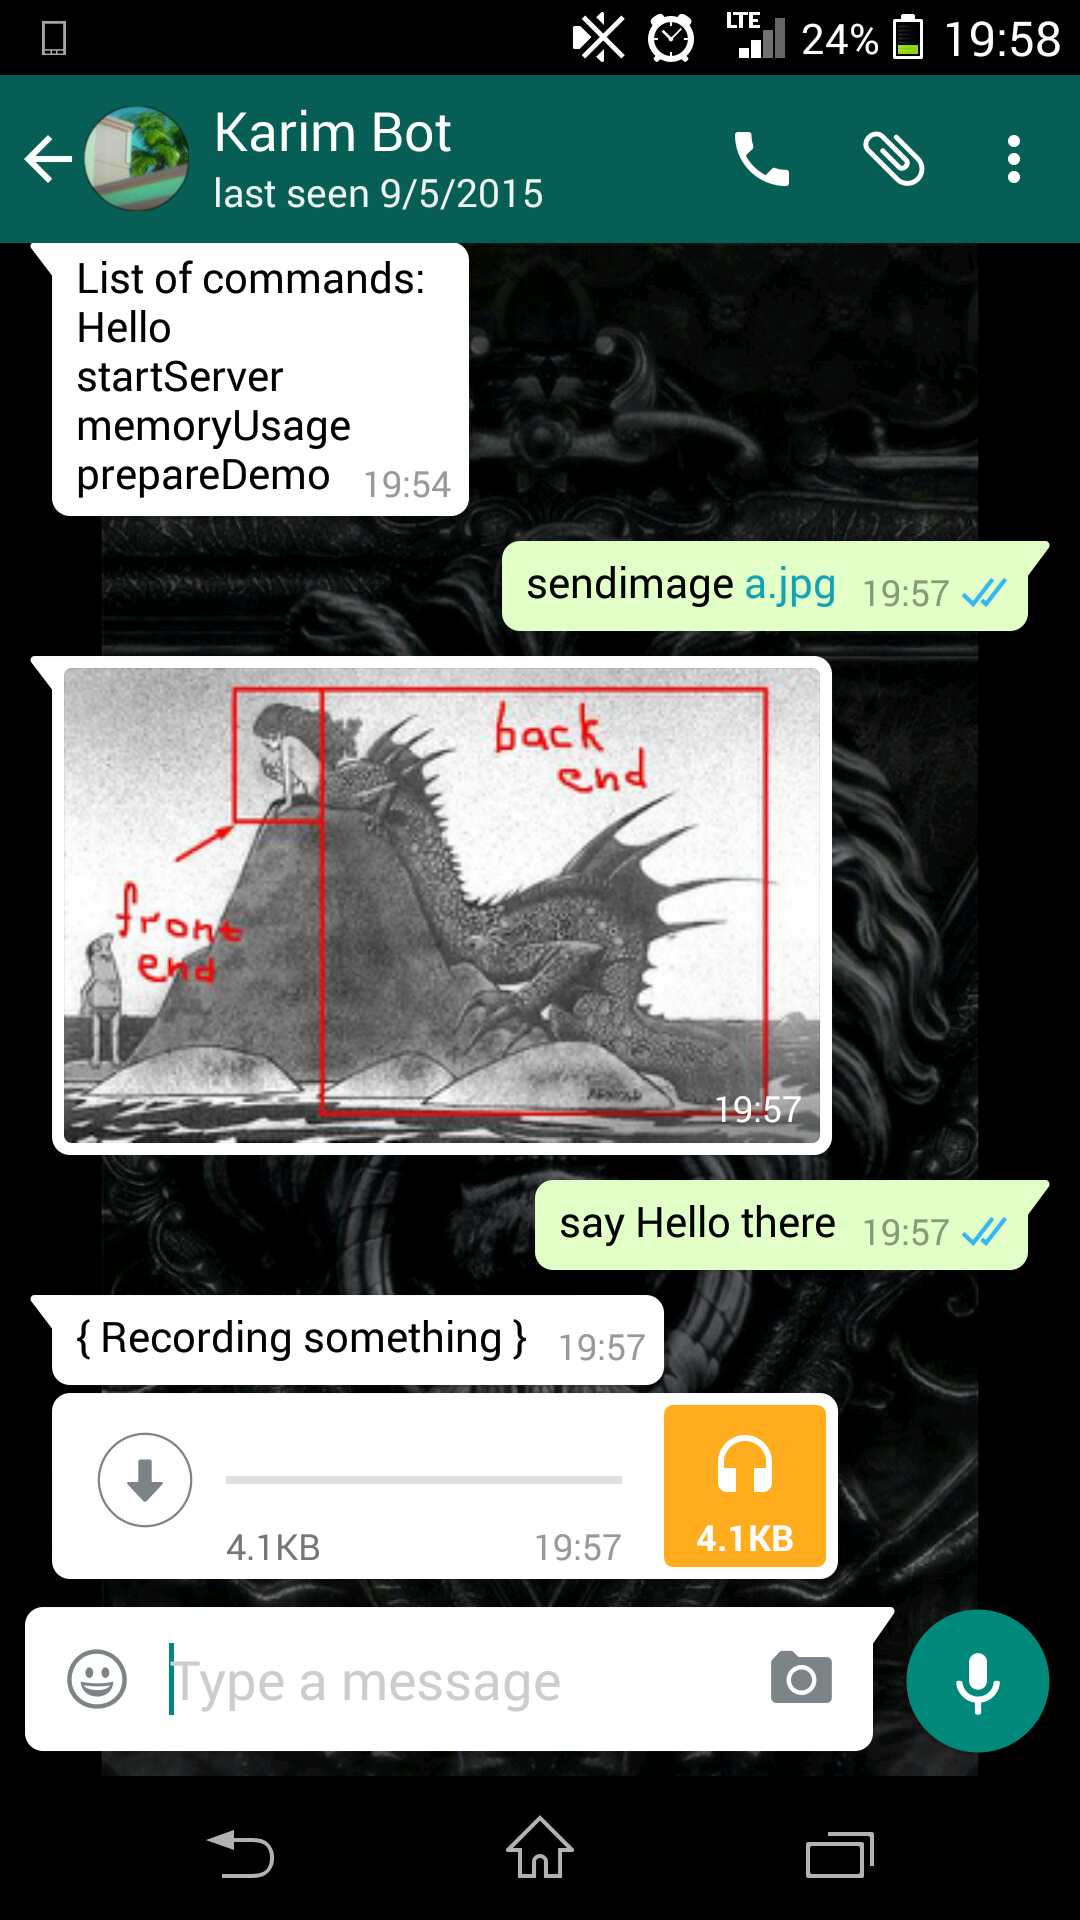 LTE 24% 19:58
Karim Bot
last seen 9/5/2015
List of commands:
Hello
startServer
memoryUsage
prepareDemo 19:54
sendimage a.jpg 19:57
back
end
front
end
ARNOLD
19:57
say Hello there 19:57
{ Recording something } 19:57
4.1KB 19:57
4.1KB
Type a message